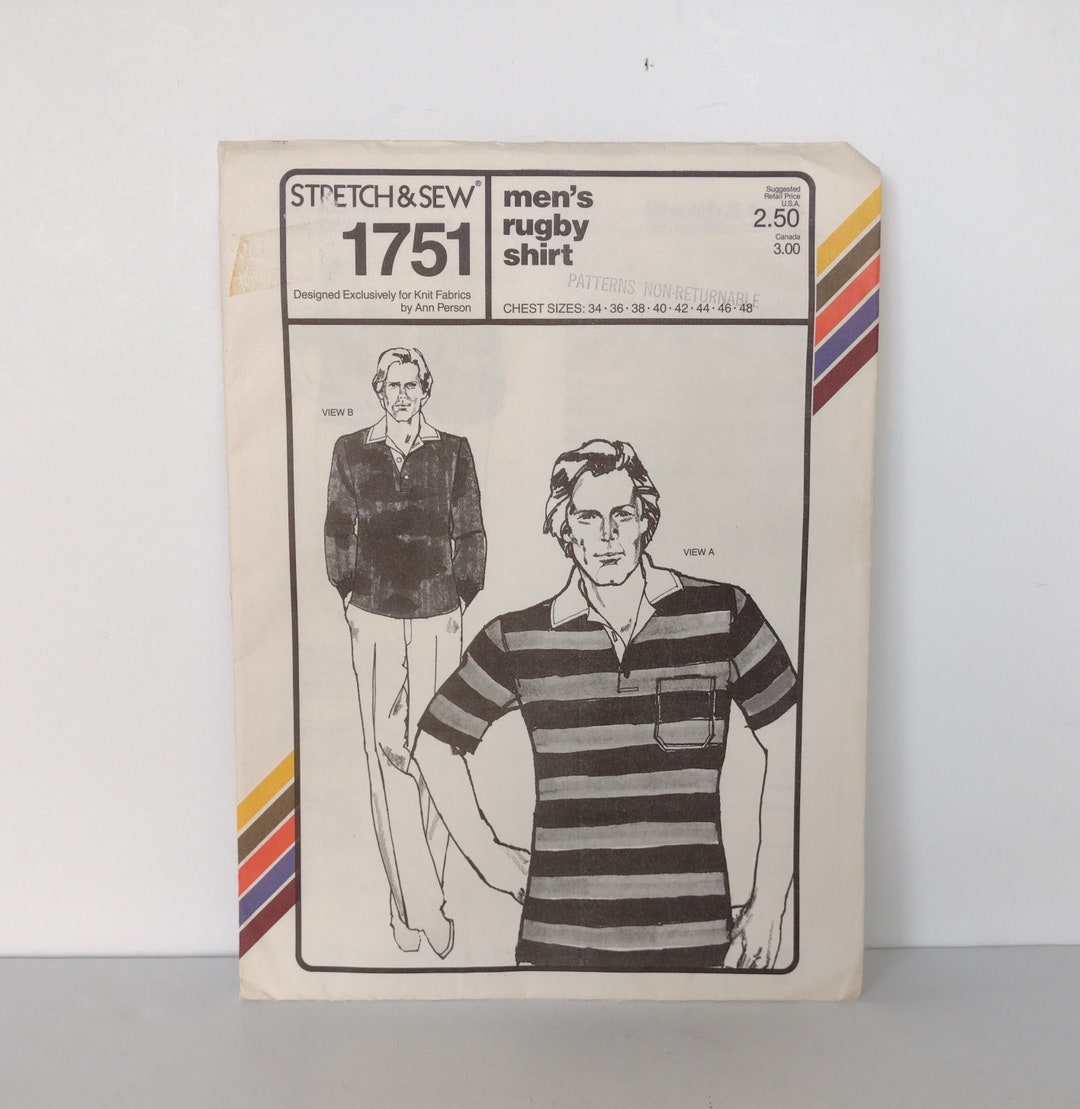 STRETCH & SEW®
1751
Designed Exclusively for Knit Fabrics
by Ann Person
men's
rugby
shirt
Suggested
Retail Price
U.S.A.
2.50
Canada
3.00
PATTERNS NON-RETURNABLE
CHEST SIZES: 34 · 36 · 38 · 40 · 42 · 44 · 46 · 48
VIEW B
VIEW A